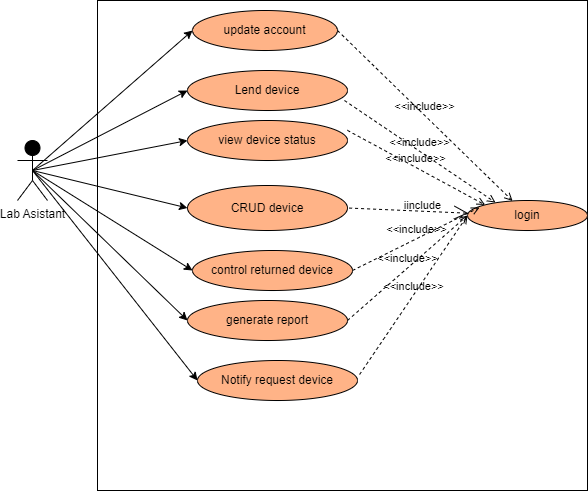 update account
<<include>>
Lend device
<<include>>
view device status
<<include>>
Lab Asistant
CRUD device
iinclude
login
<<include>>
control returned device
<<include>>
<<include>>
generate report
Notify request device